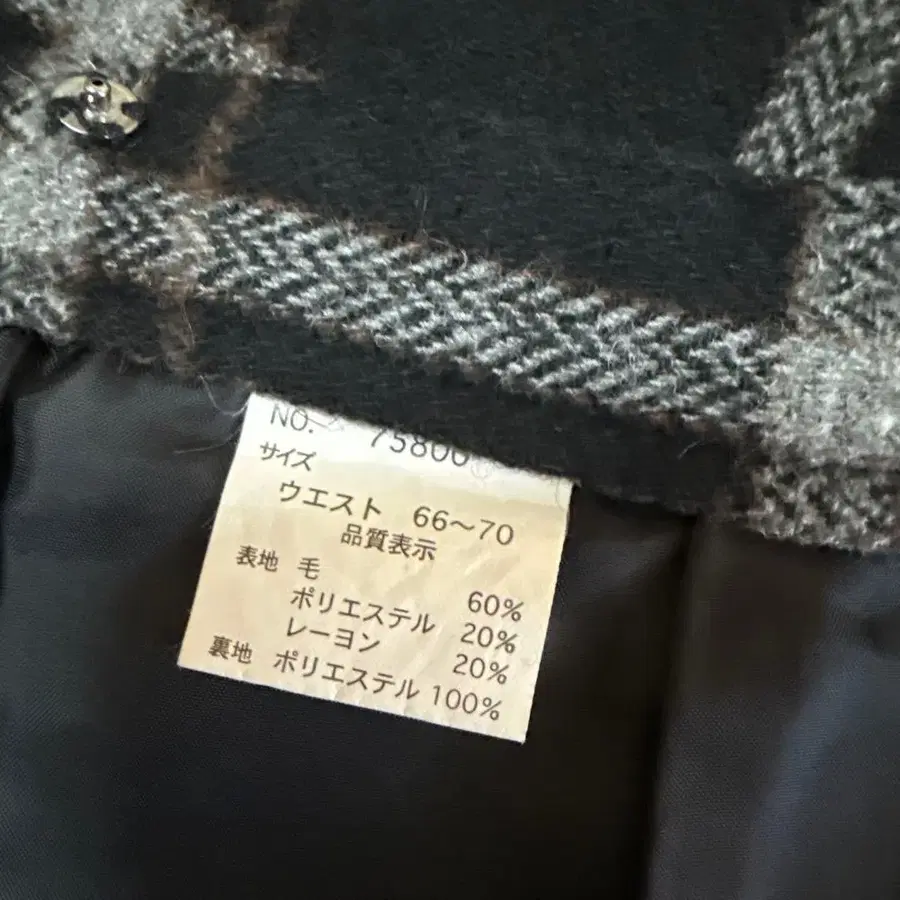 NO. 75800
サイズ
ウエスト 66〜70
品質表示
表地 毛 60%
ポリエステル 20%
レーヨン 20%
裏地 ポリエステル 100%